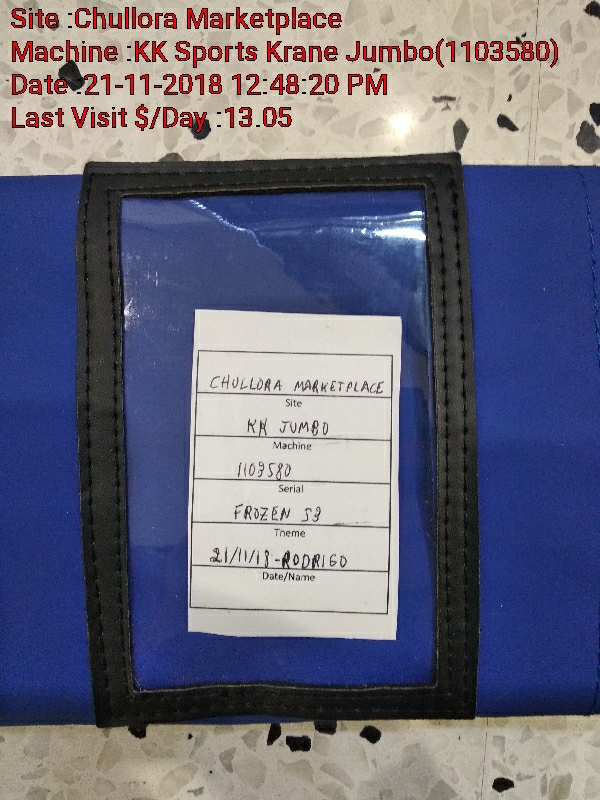 Site :Chullora Marketplace
Machine :KK Sports Krane Jumbo(1103580)
Date :21-11-2018 12:48:20 PM
Last Visit $/Day :13.05
CHULLORA MARKETPLACE
Site
KK JUMBO
Machine
1103580
Serial
FROZEN S3
Theme
21/11/18-RODRIGO
Date/Name